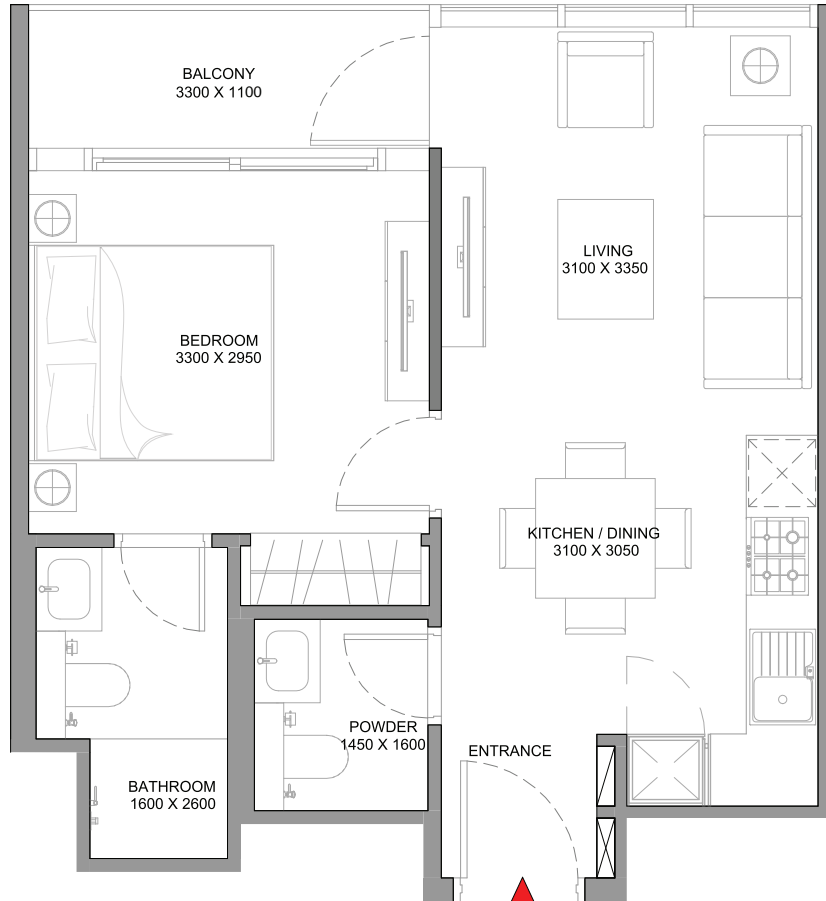 BALCONY
3300 X 1100
LIVING
3100 X 3350
BEDROOM
3300 X 2950
KITCHEN / DINING
3100 X 3050
POWDER
1450 X 1600
ENTRANCE
BATHROOM
1600 X 2600